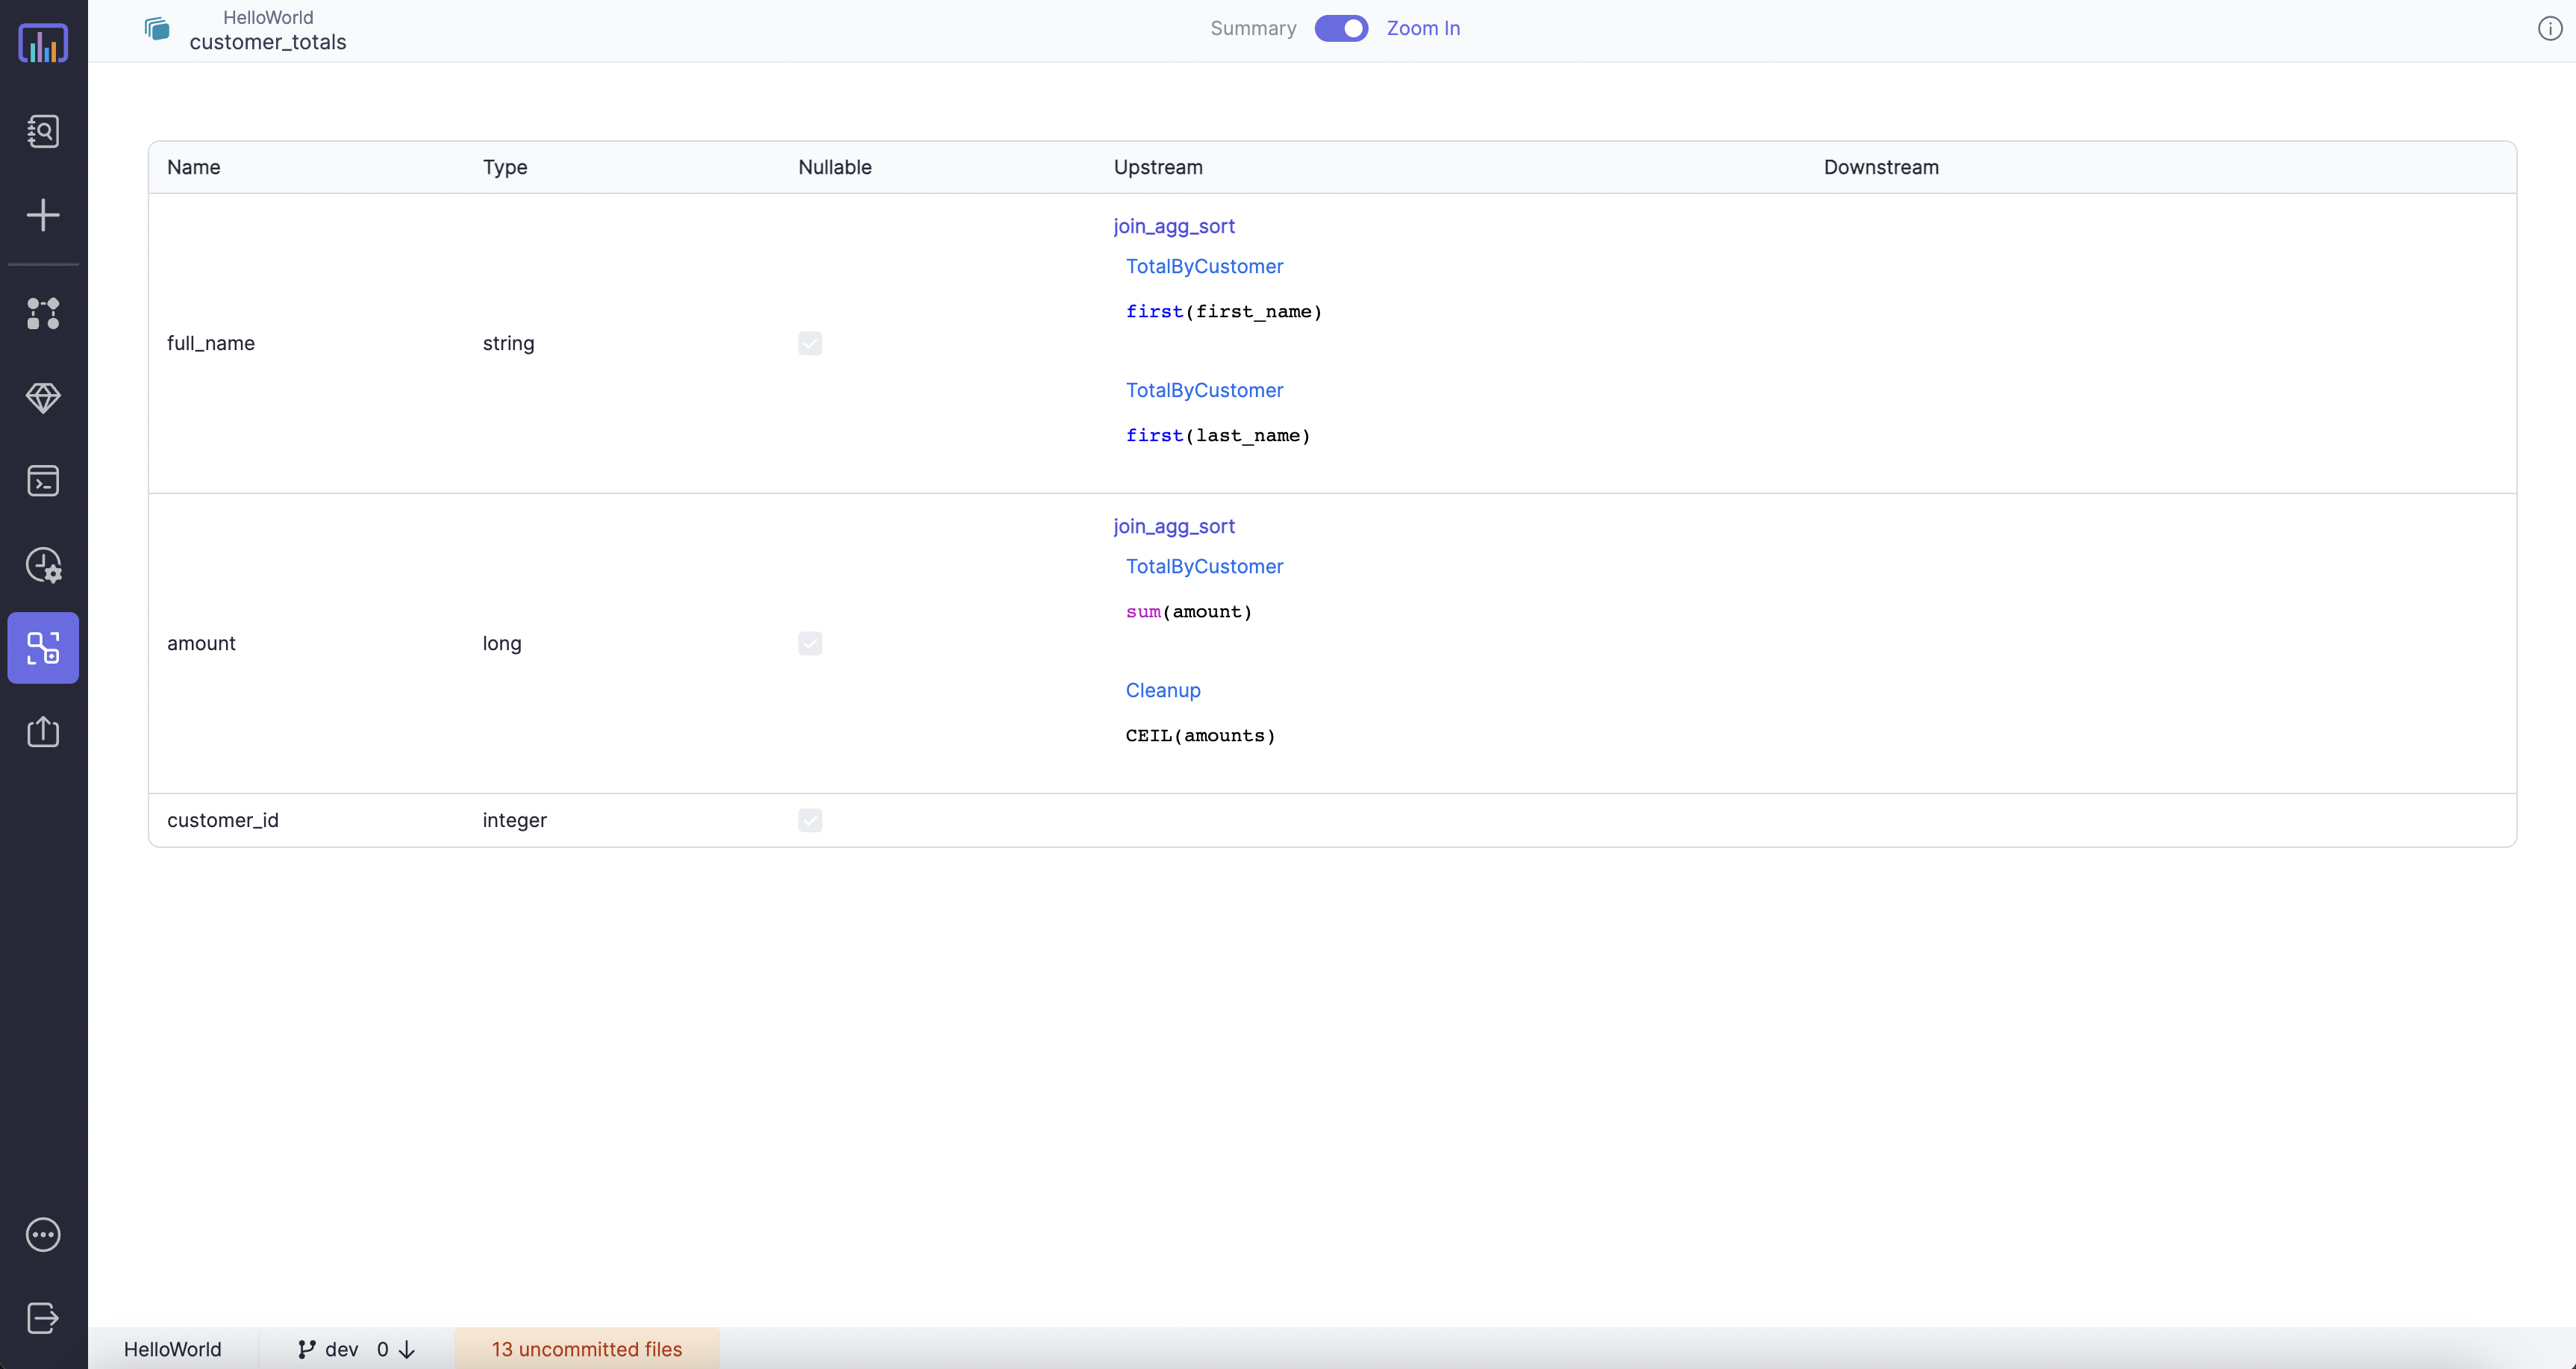 HelloWorld
customer_totals
Summary Zoom In
Name Type Nullable Upstream Downstream
join_agg_sort
TotalByCustomer
first(first_name)
full_name string
TotalByCustomer
first(last_name)
join_agg_sort
TotalByCustomer
sum(amount)
amount long
Cleanup
CEIL(amounts)
customer_id integer
HelloWorld dev 0 13 uncommitted files